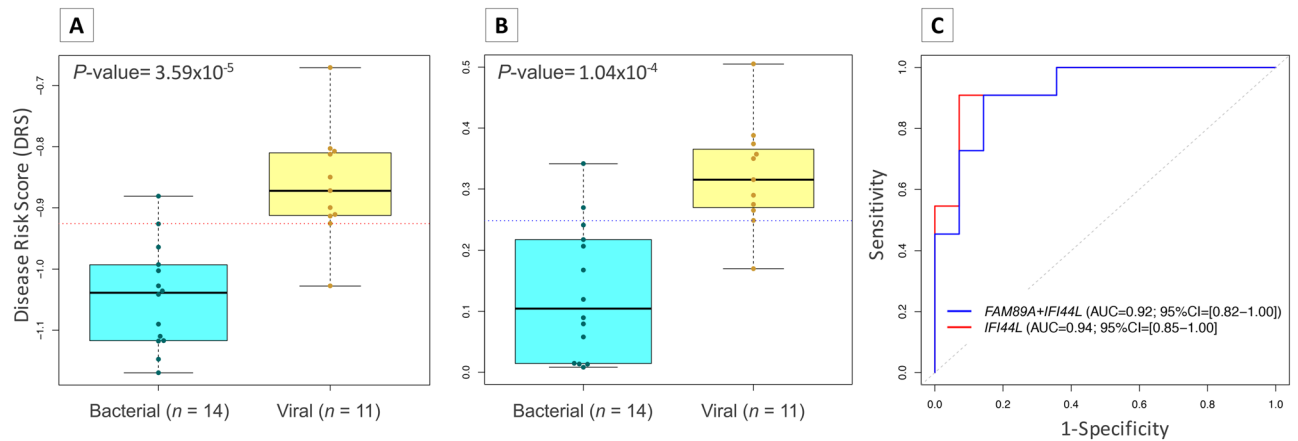 A
P-value= 3.59x10-5
Disease Risk Score (DRS)
−0.7
−0.8
−0.9
−1.0
−1.1
Bacterial (n = 14)
Viral (n = 11)
B
P-value= 1.04x10-4
0.5
0.4
0.3
0.2
0.1
0.0
Bacterial (n = 14)
Viral (n = 11)
C
Sensitivity
1.0
0.8
0.6
0.4
0.2
0.0
FAM89A+IFI44L (AUC=0.92; 95%CI=[0.82−1.00])
IFI44L (AUC=0.94; 95%CI=[0.85−1.00]
0.0 0.2 0.4 0.6 0.8 1.0
1-Specificity